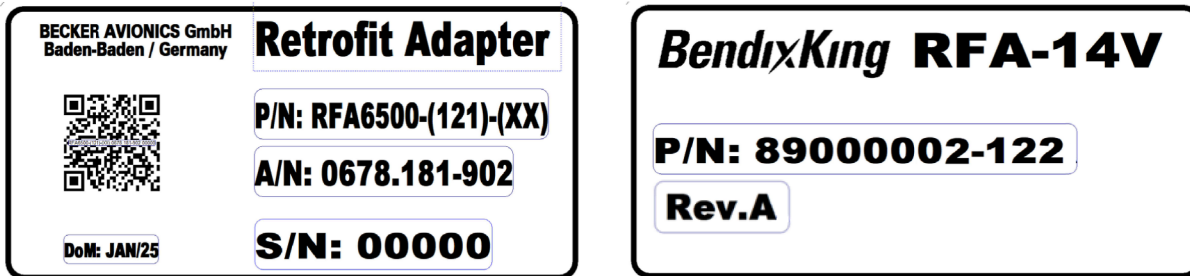 BECKER AVIONICS GmbH
Baden-Baden / Germany
Retrofit Adapter
P/N: RFA6500-(121)-(XX)
A/N: 0678.181-902
DoM: JAN/25
S/N: 00000
BendixKing RFA-14V
P/N: 89000002-122
Rev.A